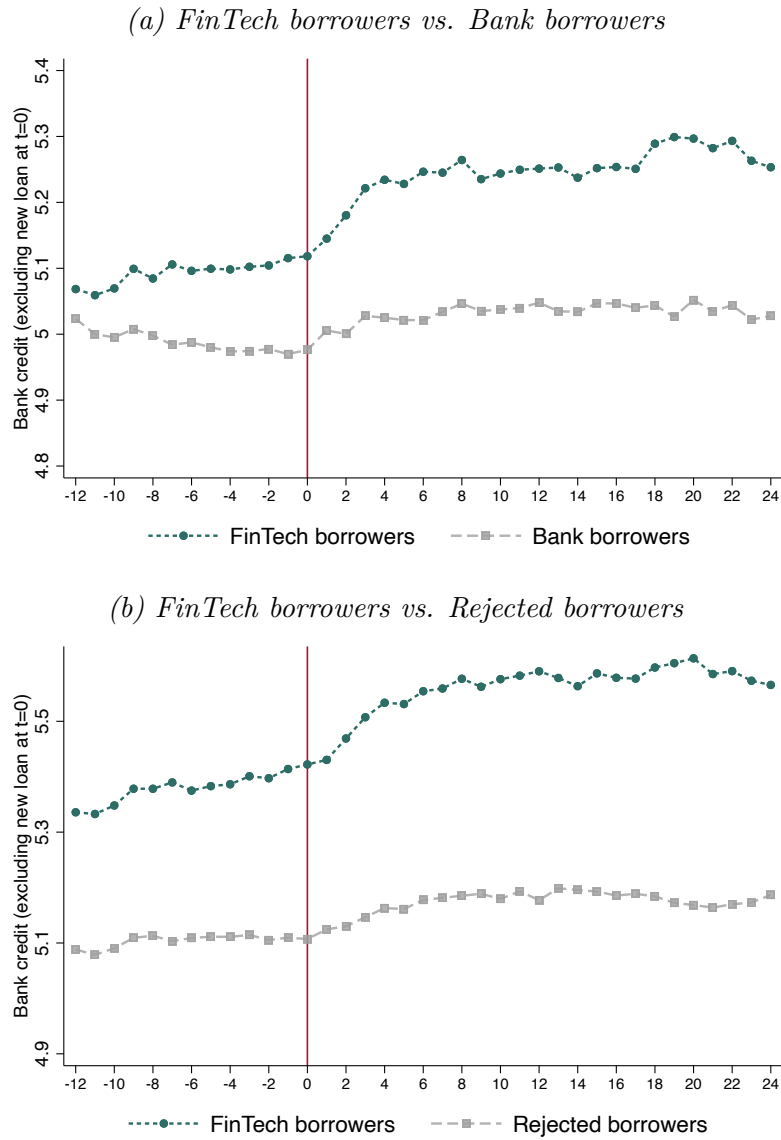 (a) FinTech borrowers vs. Bank borrowers
Bank credit (excluding new loan at t=0)
5.4
5.3
5.2
5.1
5
4.9
4.8
-12 -10 -8 -6 -4 -2 0 2 4 6 8 10 12 14 16 18 20 22 24
FinTech borrowers Bank borrowers
(b) FinTech borrowers vs. Rejected borrowers
Bank credit (excluding new loan at t=0)
5.5
5.3
5.1
4.9
-12 -10 -8 -6 -4 -2 0 2 4 6 8 10 12 14 16 18 20 22 24
FinTech borrowers Rejected borrowers